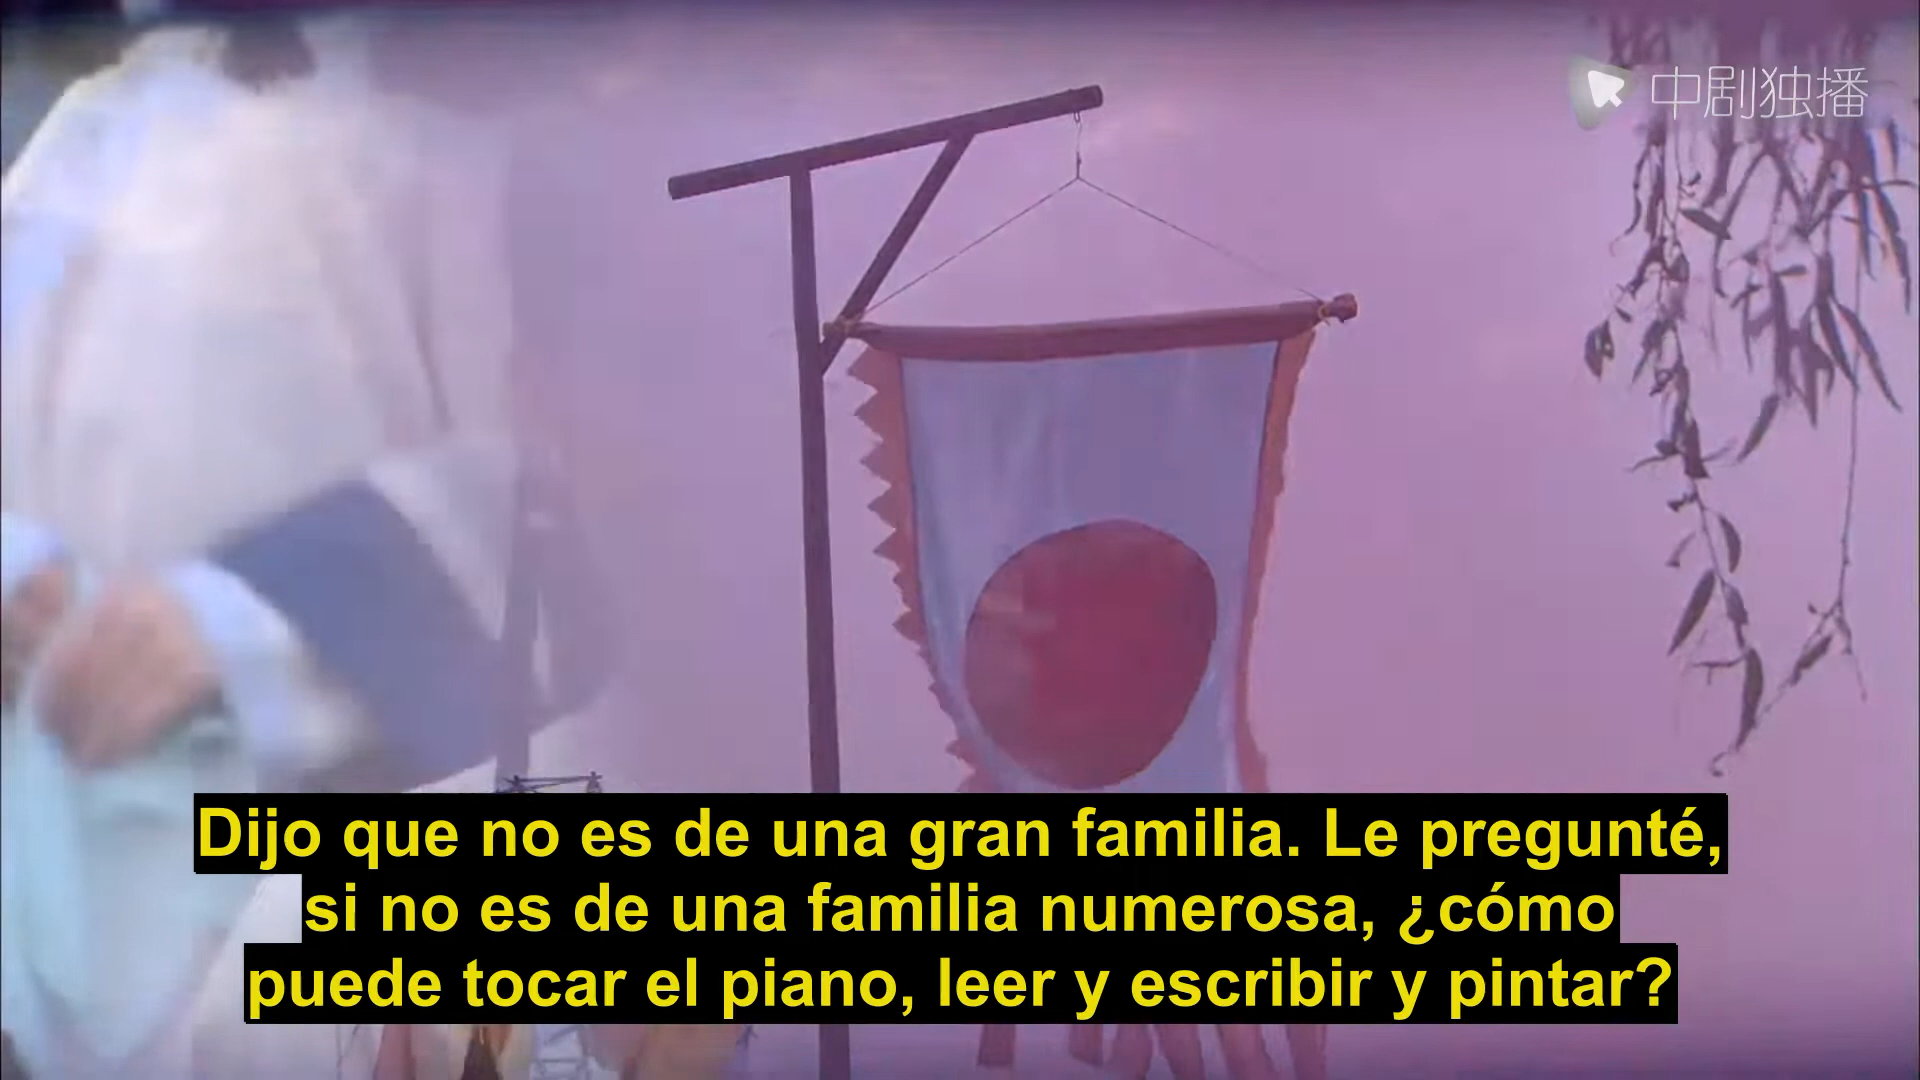 中剧独播
Dijo que no es de una gran familia. Le pregunté,
si no es de una familia numerosa, ¿cómo
puede tocar el piano, leer y escribir y pintar?